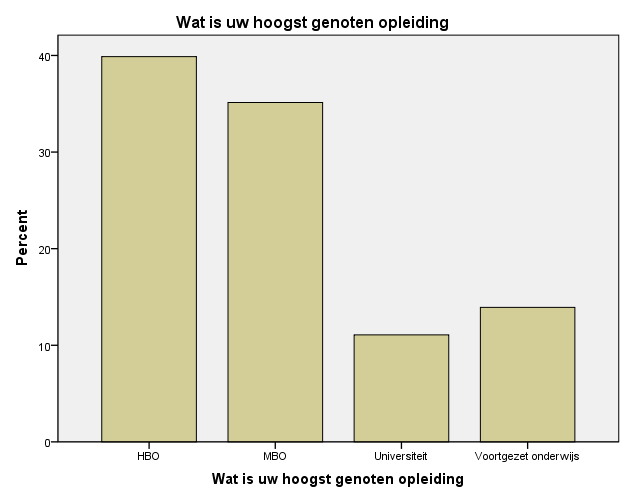 Wat is uw hoogst genoten opleiding
Percent
40
30
20
10
0
HBO
MBO
Universiteit
Voortgezet onderwijs
Wat is uw hoogst genoten opleiding